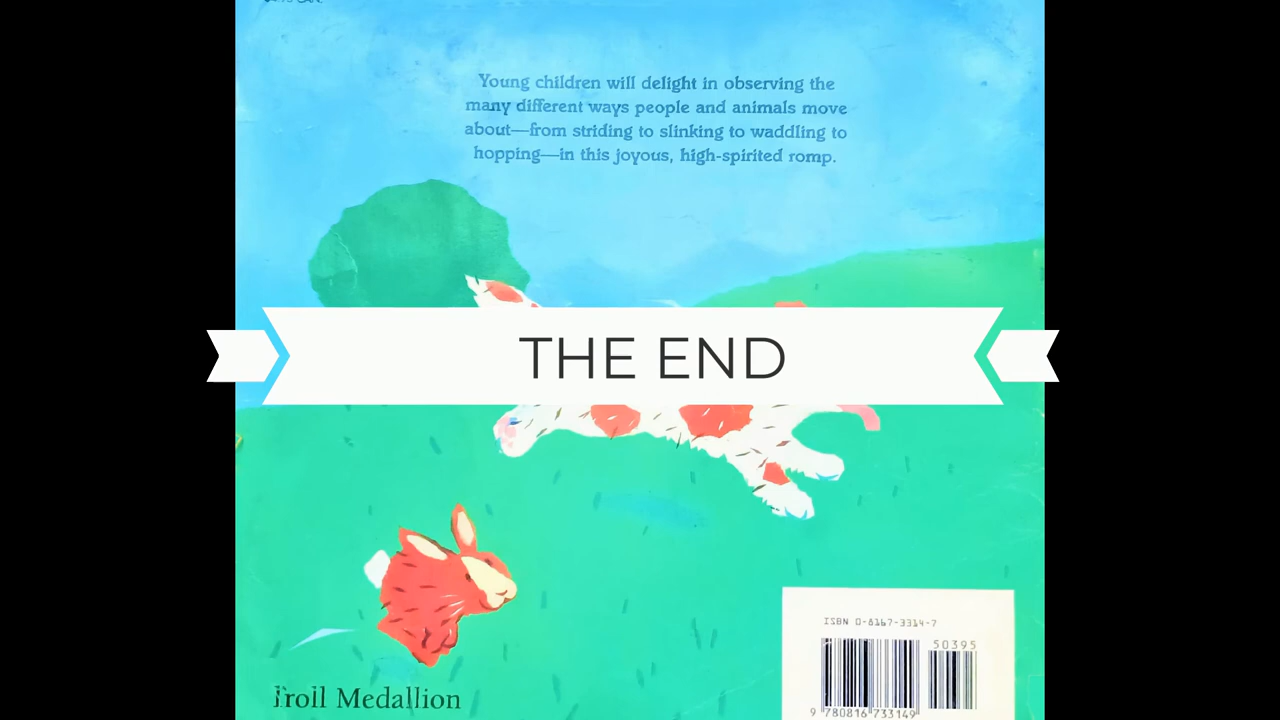 Young children will delight in observing the
many different ways people and animals move
about—from striding to slinking to waddling to
hopping—in this joyous, high-spirited romp.
THE END
ISBN 0-8167-3314-7
50395
9 780816 733149
Troll Medallion